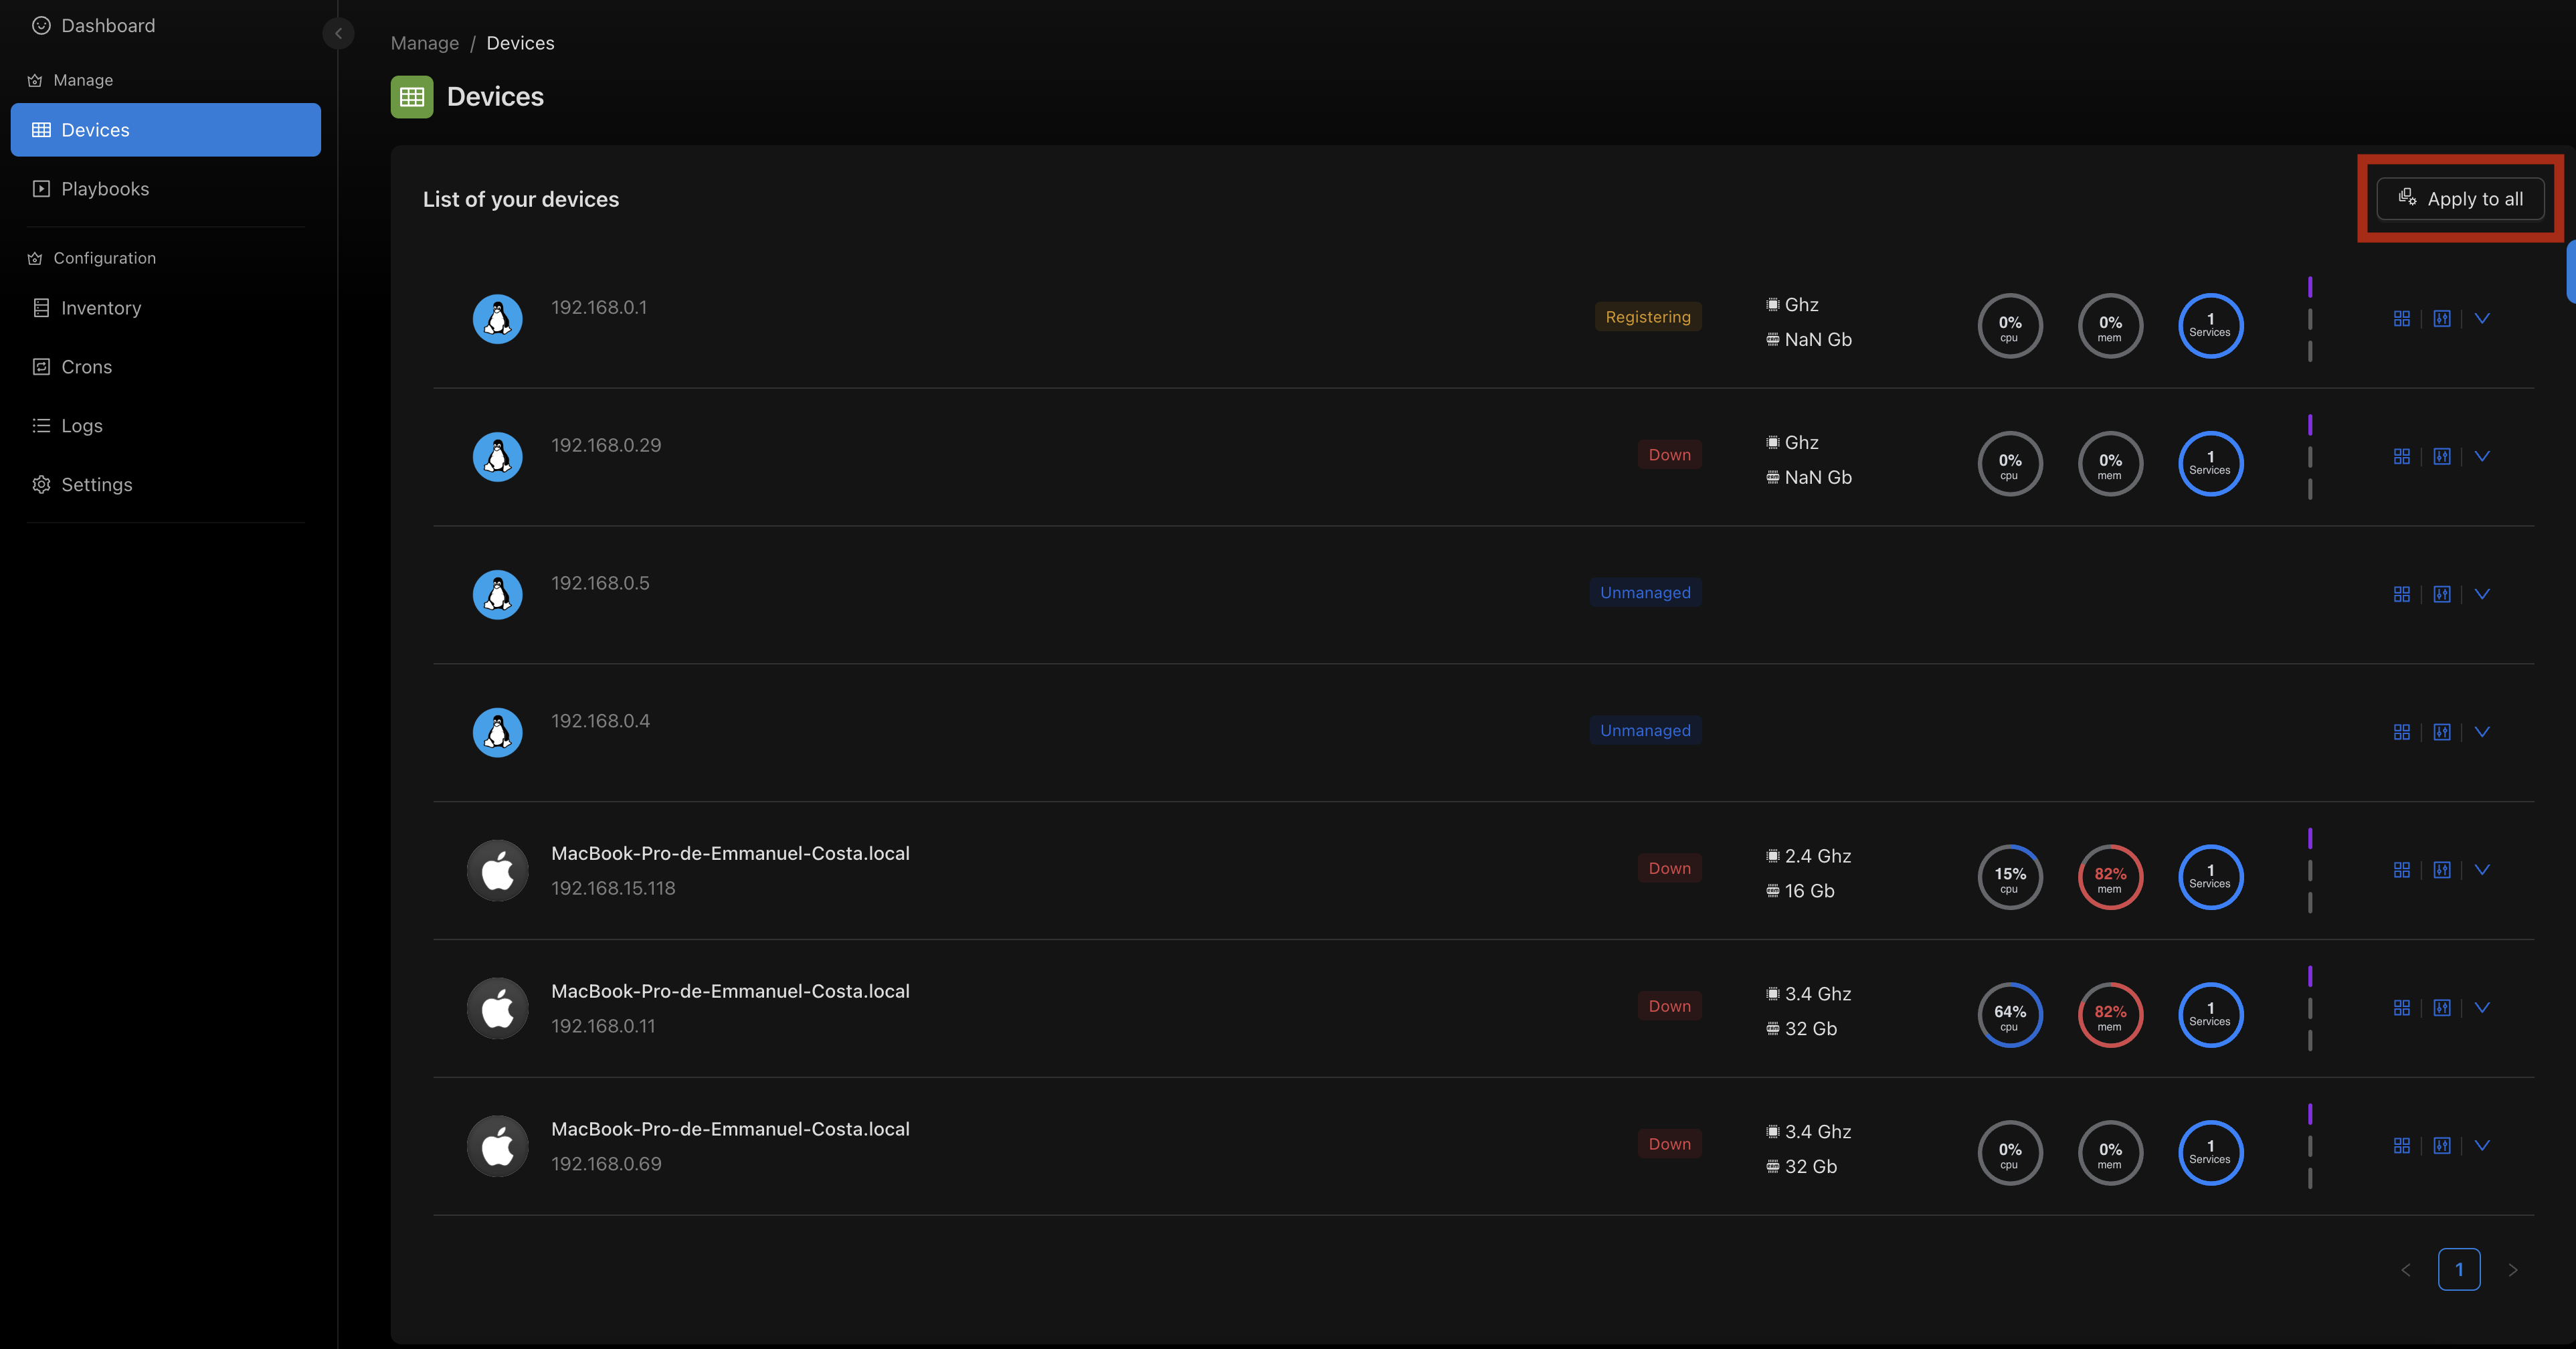 Dashboard
Manage
Devices
Playbooks
Configuration
Inventory
Crons
Logs
Settings
Manage / Devices
Devices
List of your devices
Apply to all
192.168.0.1
Registering
Ghz
NaN Gb
0%
cpu
0%
mem
1
Services
192.168.0.29
Down
Ghz
NaN Gb
0%
cpu
0%
mem
1
Services
192.168.0.5
Unmanaged
192.168.0.4
Unmanaged
MacBook-Pro-de-Emmanuel-Costa.local
192.168.15.118
Down
2.4 Ghz
16 Gb
15%
cpu
82%
mem
1
Services
MacBook-Pro-de-Emmanuel-Costa.local
192.168.0.11
Down
3.4 Ghz
32 Gb
64%
cpu
82%
mem
1
Services
MacBook-Pro-de-Emmanuel-Costa.local
192.168.0.69
Down
3.4 Ghz
32 Gb
0%
cpu
0%
mem
1
Services
1